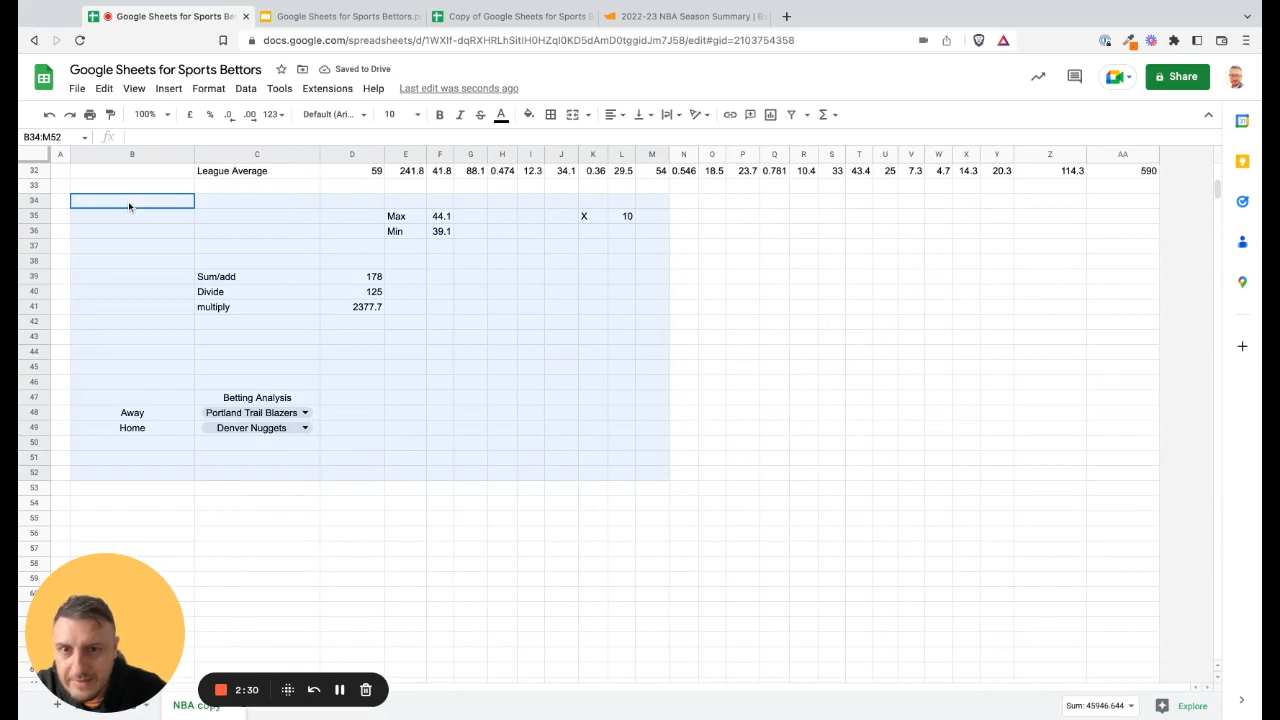 Google Sheets for Sports Be
Google Sheets for Sports Bettors.p
Copy of Google Sheets for Sports B
2022-23 NBA Season Summary | Ba
docs.google.com/spreadsheets/d/1WXIf-dqRXHRLhSitIH0HZqI0KD5dAmD0tggidJm7J58/edit#gid=2103754358
Google Sheets for Sports Bettors
Saved to Drive
File Edit View Insert Format Data Tools Extensions Help Last edit was seconds ago
Share
100% £ % .0 .00 123 Default (Ari... 10 B I S A
B34:M52 fx
A B C D E F G H I J K L M N O P Q R S T U V W X Y Z AA
32 League Average 59 241.8 41.8 88.1 0.474 12.3 34.1 0.36 29.5 54 0.546 18.5 23.7 0.781 10.4 33 43.4 25 7.3 4.7 14.3 20.3 114.3 590
33
34
35 Max 44.1 X 10
36 Min 39.1
37
38
39 Sum/add 178
40 Divide 125
41 multiply 2377.7
42
43
44
45
46
47 Betting Analysis
48 Away Portland Trail Blazers
49 Home Denver Nuggets
50
51
52
53
54
55
56
57
58
59
2:30
NBA copy
Sum: 45946.644
Explore